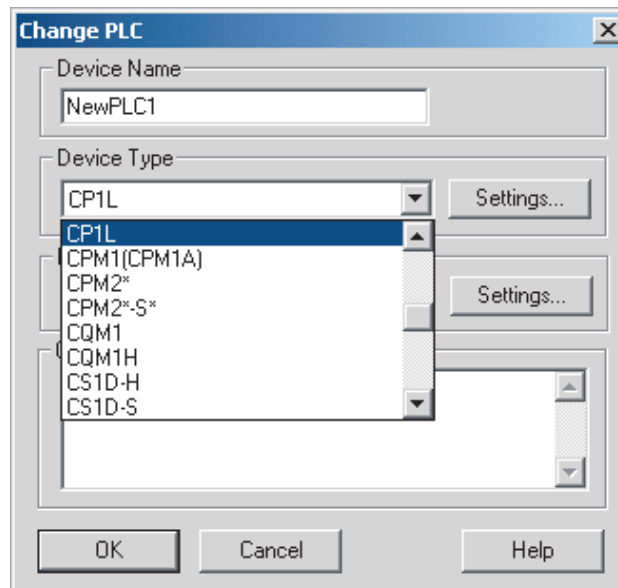 Change PLC
Device Name
NewPLC1
Device Type
CP1L
Settings...
CP1L
CPM1(CPM1A)
CPM2*
CPM2*-S*
Settings...
CQM1
CQM1H
CS1D-H
CS1D-S
OK
Cancel
Help